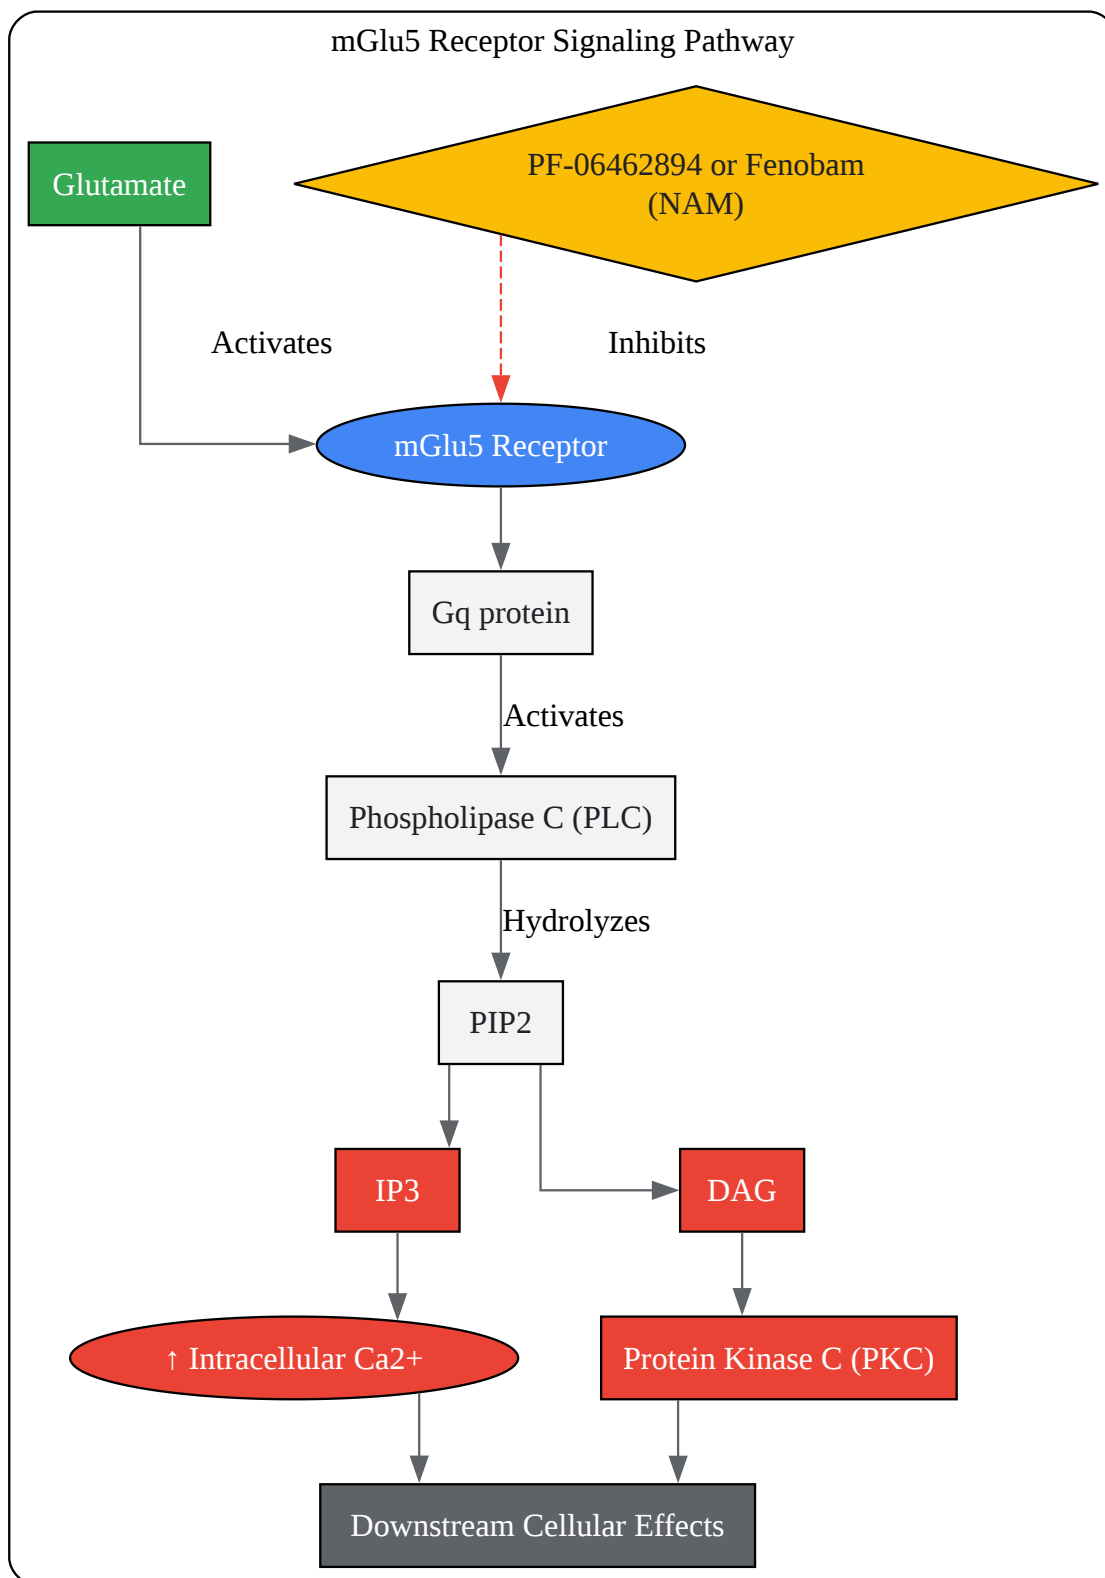 mGlu5 Receptor Signaling Pathway
Glutamate
PF-06462894 or Fenobam
(NAM)
Activates
Inhibits
mGlu5 Receptor
Gq protein
Activates
Phospholipase C (PLC)
Hydrolyzes
PIP2
IP3
DAG
↑ Intracellular Ca2+
Protein Kinase C (PKC)
Downstream Cellular Effects